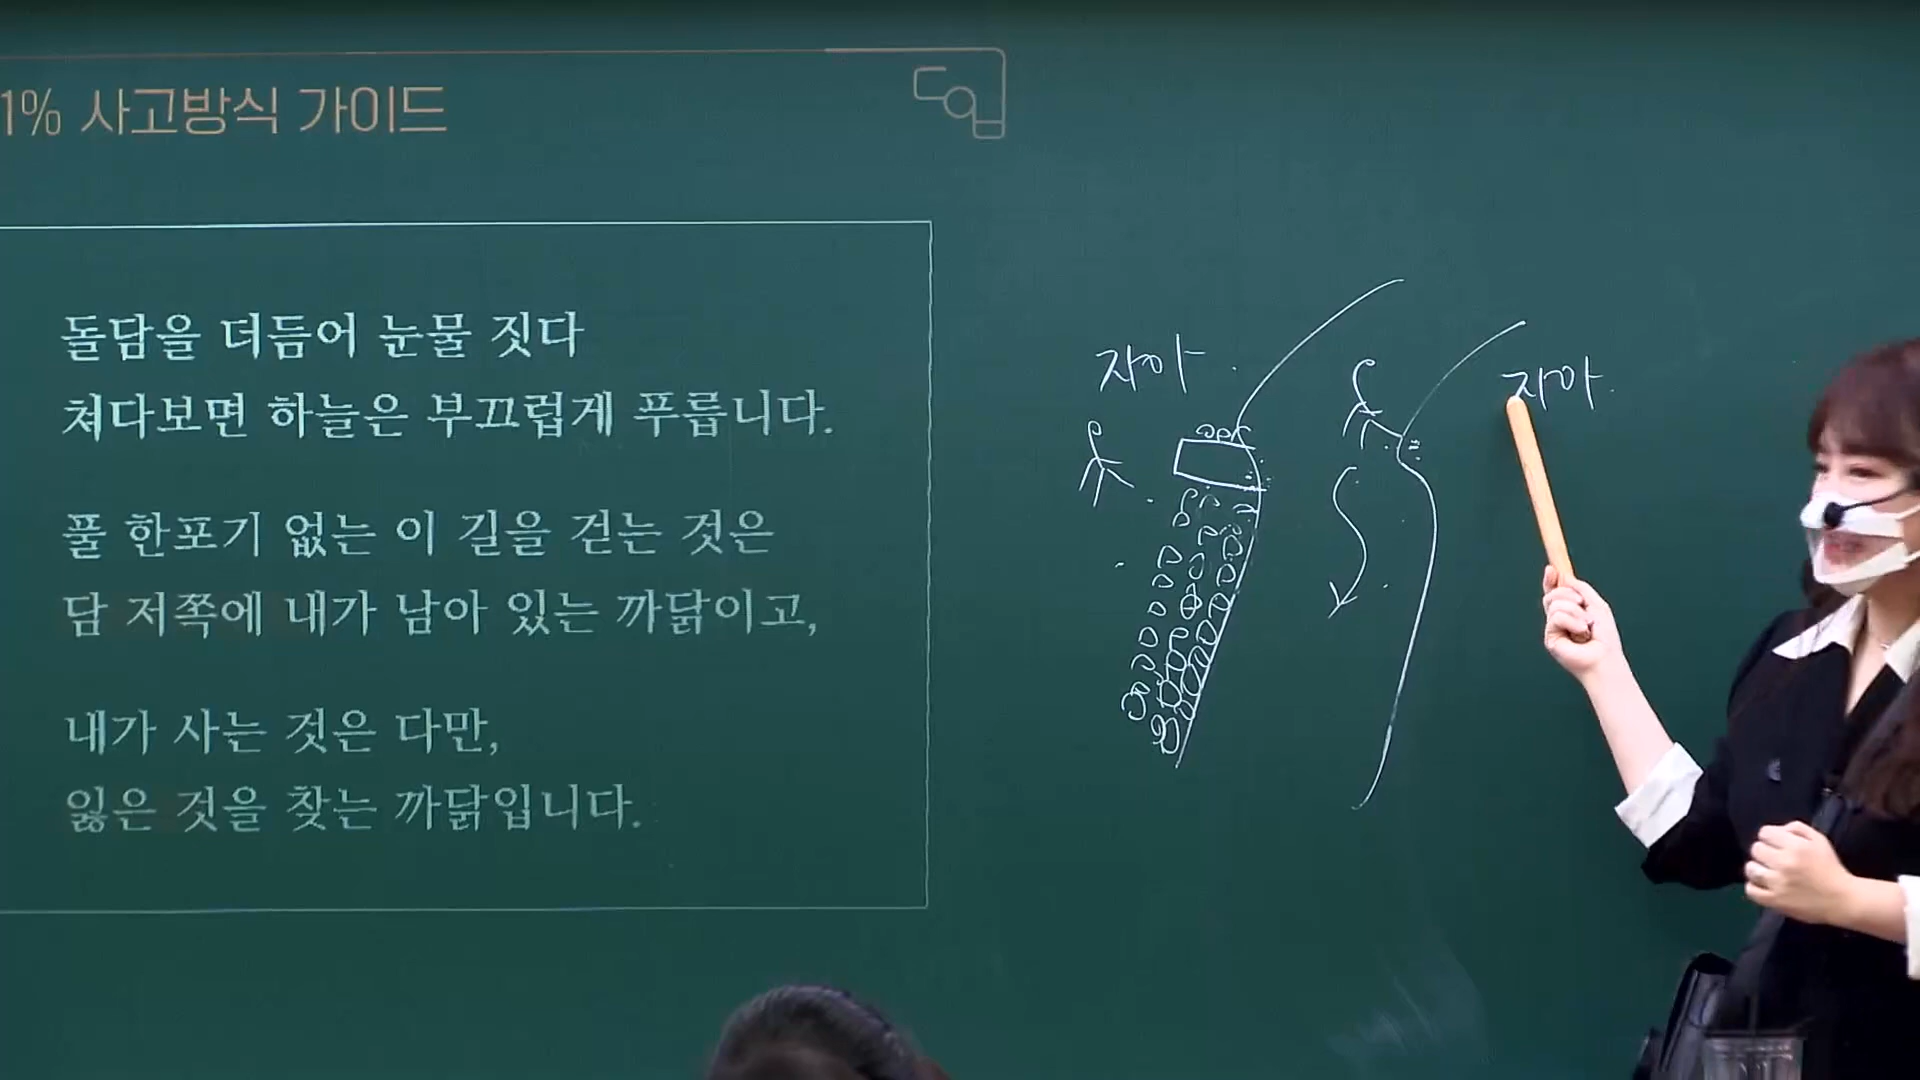 1% 사고방식 가이드
돌담을 더듬어 눈물 짓다
쳐다보면 하늘은 부끄럽게 푸릅니다.
풀 한포기 없는 이 길을 걷는 것은
담 저쪽에 내가 남아 있는 까닭이고,
내가 사는 것은 다만,
잃은 것을 찾는 까닭입니다.
자아
자아